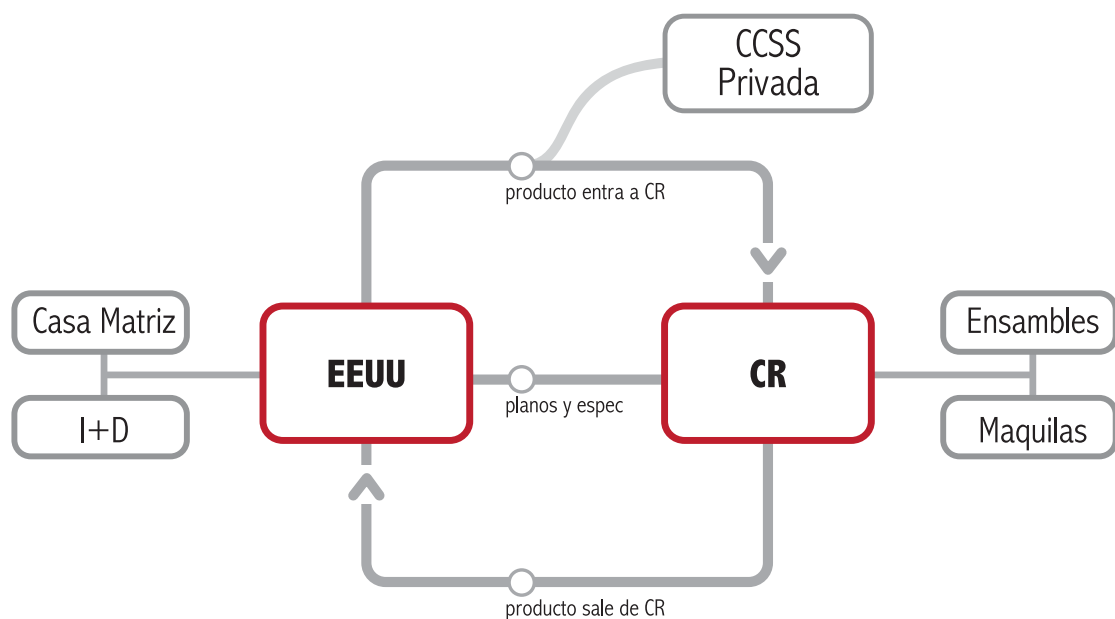 CCSS
Privada
producto entra a CR
Casa Matriz
I+D
EEUU
planos y espec
CR
Ensambles
Maquilas
producto sale de CR